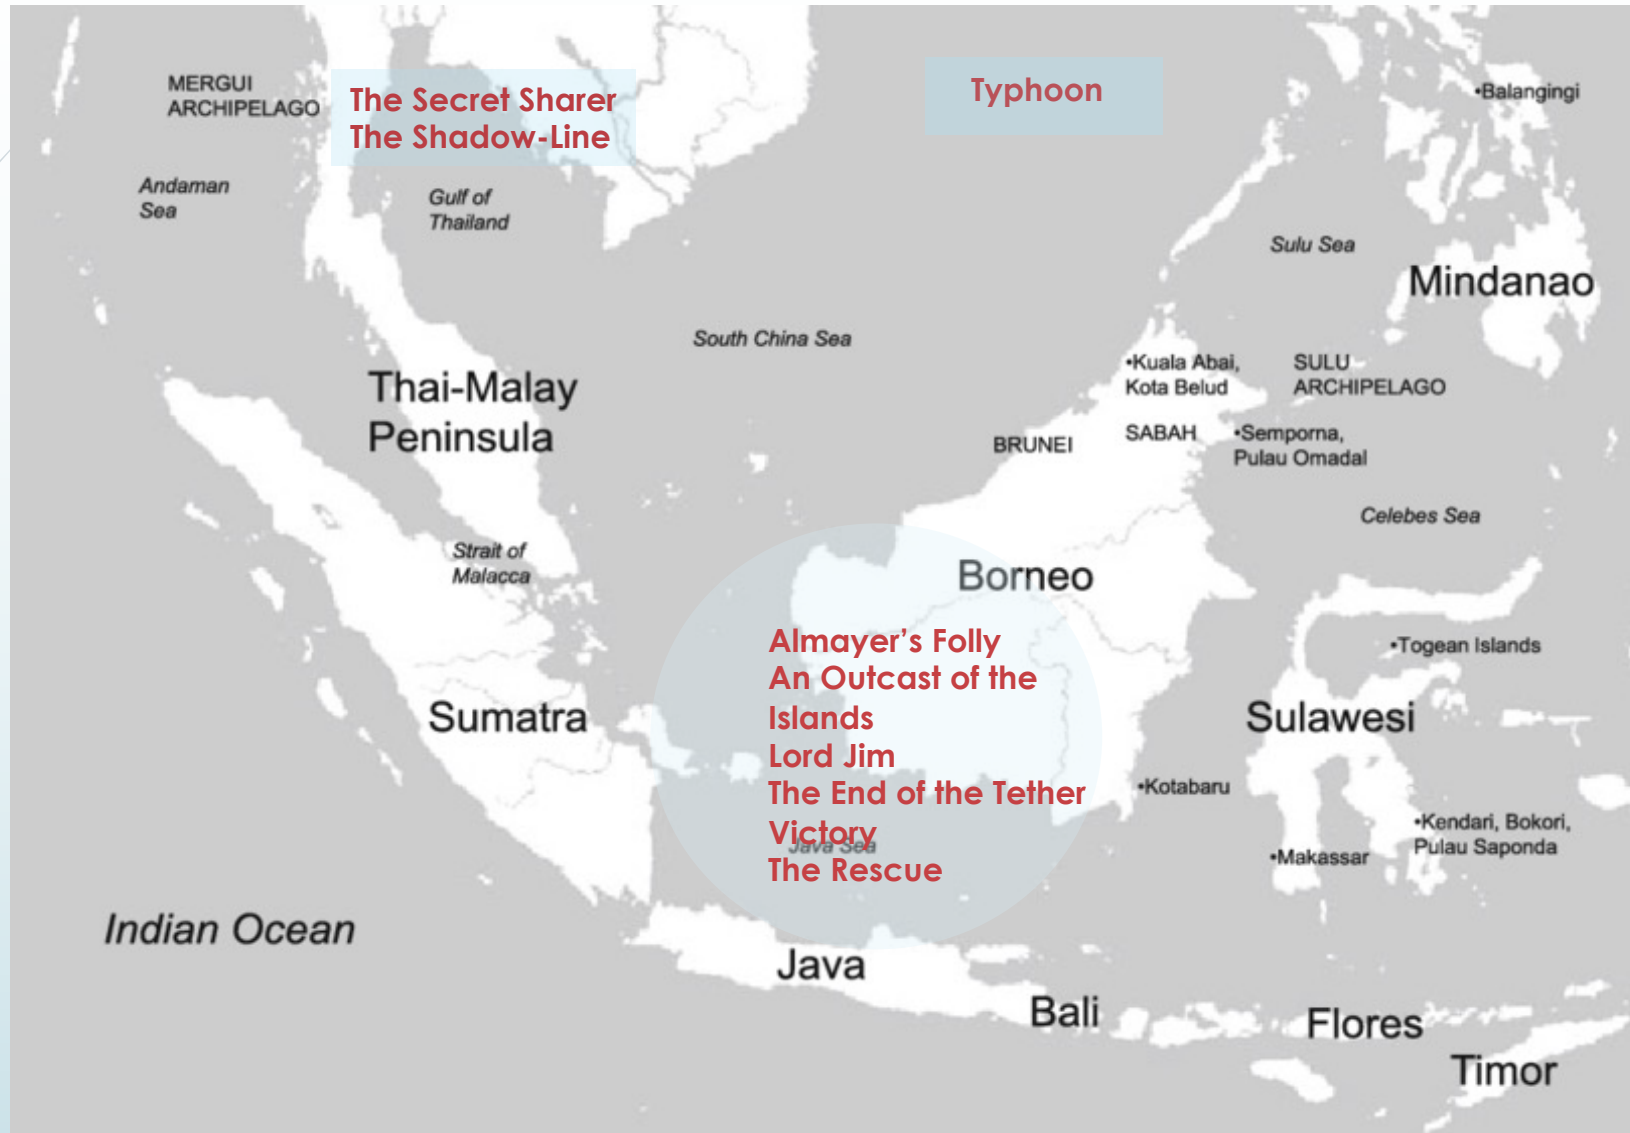 MERGUI
ARCHIPELAGO
The Secret Sharer
The Shadow-Line
Typhoon
•Balangingi
Andaman
Sea
Gulf of
Thailand
Sulu Sea
Mindanao
South China Sea
Thai-Malay
Peninsula
•Kuala Abai,
Kota Belud
SULU
ARCHIPELAGO
BRUNEI
SABAH
•Semporna,
Pulau Omadal
Celebes Sea
Strait of
Malacca
Borneo
Almayer’s Folly
An Outcast of the
Islands
Lord Jim
The End of the Tether
Victory
The Rescue
Java Sea
•Togean Islands
Sumatra
Sulawesi
•Kotabaru
•Kendari, Bokori,
Pulau Saponda
•Makassar
Indian Ocean
Java
Bali
Flores
Timor